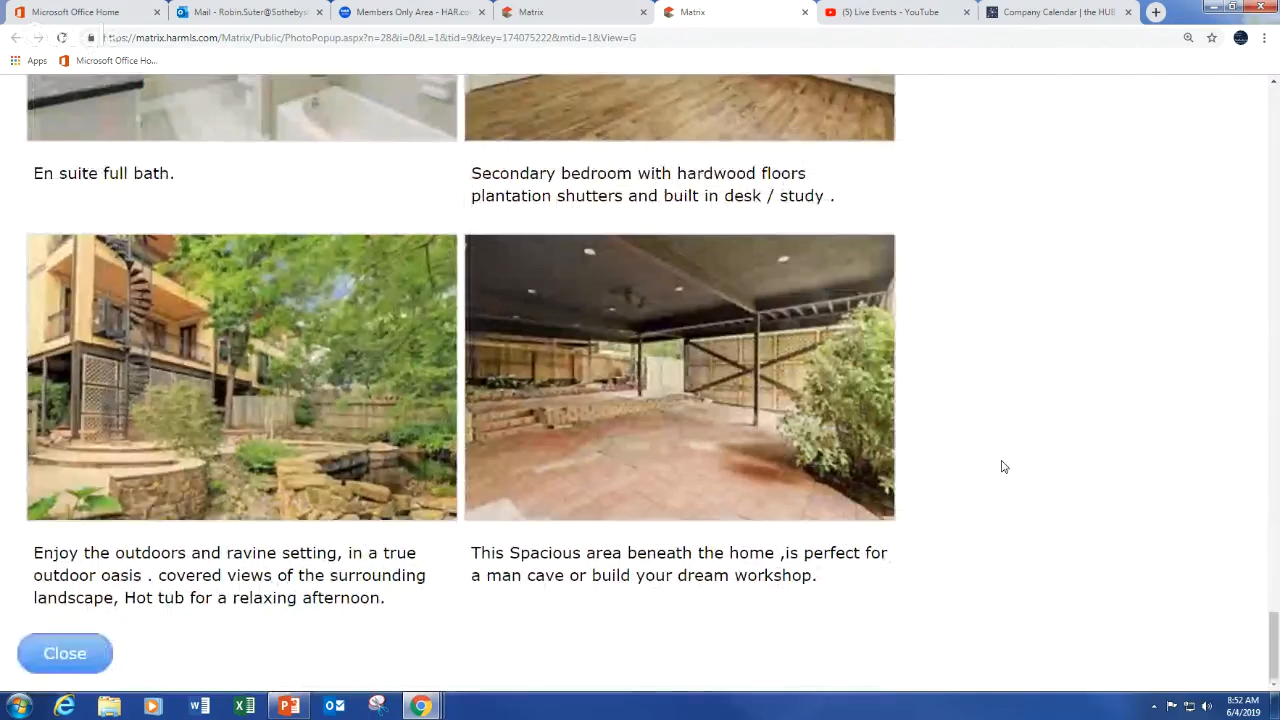 Microsoft Office Home
Mail - Robin.Suter@Sothebys
Members Only Area - HAR.co
Matrix
Matrix
(5) Live Events - YouTube
Company Calendar | the HUB
https://matrix.harmls.com/Matrix/Public/PhotoPopup.aspx?n=28&i=0&L=1&tid=9&key=174075222&mtid=1&View=G
Apps
Microsoft Office Ho...
En suite full bath.
Secondary bedroom with hardwood floors
plantation shutters and built in desk / study .
Enjoy the outdoors and ravine setting, in a true
outdoor oasis . covered views of the surrounding
landscape, Hot tub for a relaxing afternoon.
This Spacious area beneath the home ,is perfect for
a man cave or build your dream workshop.
Close
8:52 AM
6/4/2019